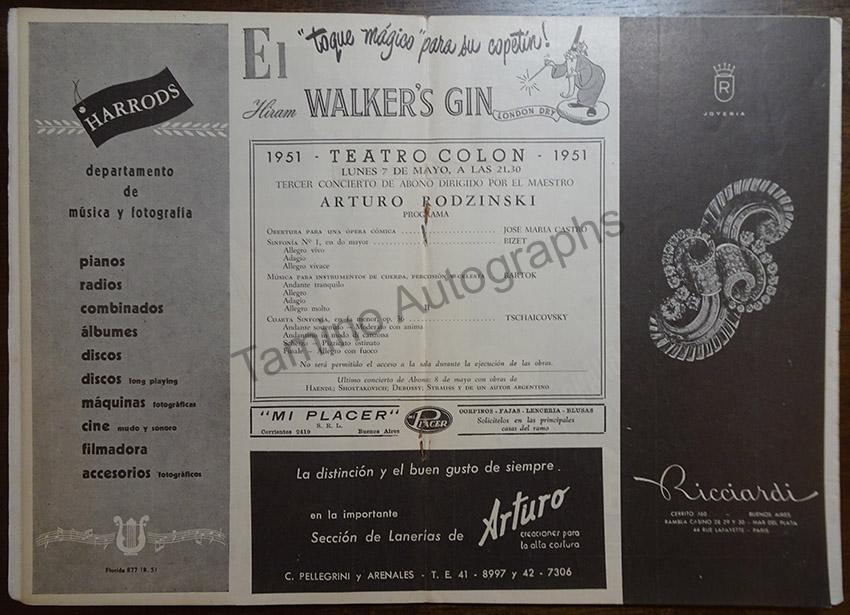 HARRODS
departamento
de
música y fotografia
pianos
radios
combinados
álbumes
discos
discos long playing
máquinas fotográficas
cine mudo y sonoro
filmadora
accesorios fotográficos
Florida 877 (R. 5)
El "toque mágico" para su copetín!
Hiram WALKER'S GIN
LONDON DRY
1951 - TEATRO COLON - 1951
LUNES 7 DE MAYO, A LAS 21.30
TERCER CONCIERTO DE ABONO DIRIGIDO POR EL MAESTRO
ARTURO RODZINSKI
PROGRAMA
I
OBERTURA PARA UNA ÓPERA CÓMICA JOSE MARIA CASTRO
SINFONÍA Nº 1, en do mayor BIZET
Allegro vivo
Adagio
Allegro vivace
MÚSICA PARA INSTRUMENTOS DE CUERDA, PERCUSIÓN Y CELESTA BARTOK
Andante tranquilo
Allegro
Adagio
Allegro molto
II
CUARTA SINFONÍA, en fa menor, op. 36 TSCHAICOVSKY
Andante sostenuto — Moderato con anima
Andantino in modo di canzona
Scherzo - Pizzicato ostinato
Finale - Allegro con fuoco
No será permitido el acceso a la sala durante la ejecución de las obras.
Ultimo concierto de Abono: 8 de mayo con obras de
HAENDL; SHOSTAKOVICH; DEBUSSY; STRAUSS Y DE UN AUTOR ARGENTINO
"MI PLACER"
S. R. L.
Corrientes 2419 Buenos Aires
MI PLACER
CORPIÑOS - FAJAS - LENCERIA - BLUSAS
Solicítelos en las principales
casas del ramo
La distinción y el buen gusto de siempre.
en la importante
Sección de Lanerías de
Arturo
creaciones para
la alta costura
C. PELLEGRINI y ARENALES - T. E. 41 - 8997 y 42 - 7306
R
JOYERIA
Ricciardi
CERRITO 160 - BUENOS AIRES
RAMBLA CASINO DE 29 Y 30 - MAR DEL PLATA
44 RUE LAFAYETTE - PARIS
Tamino Autographs